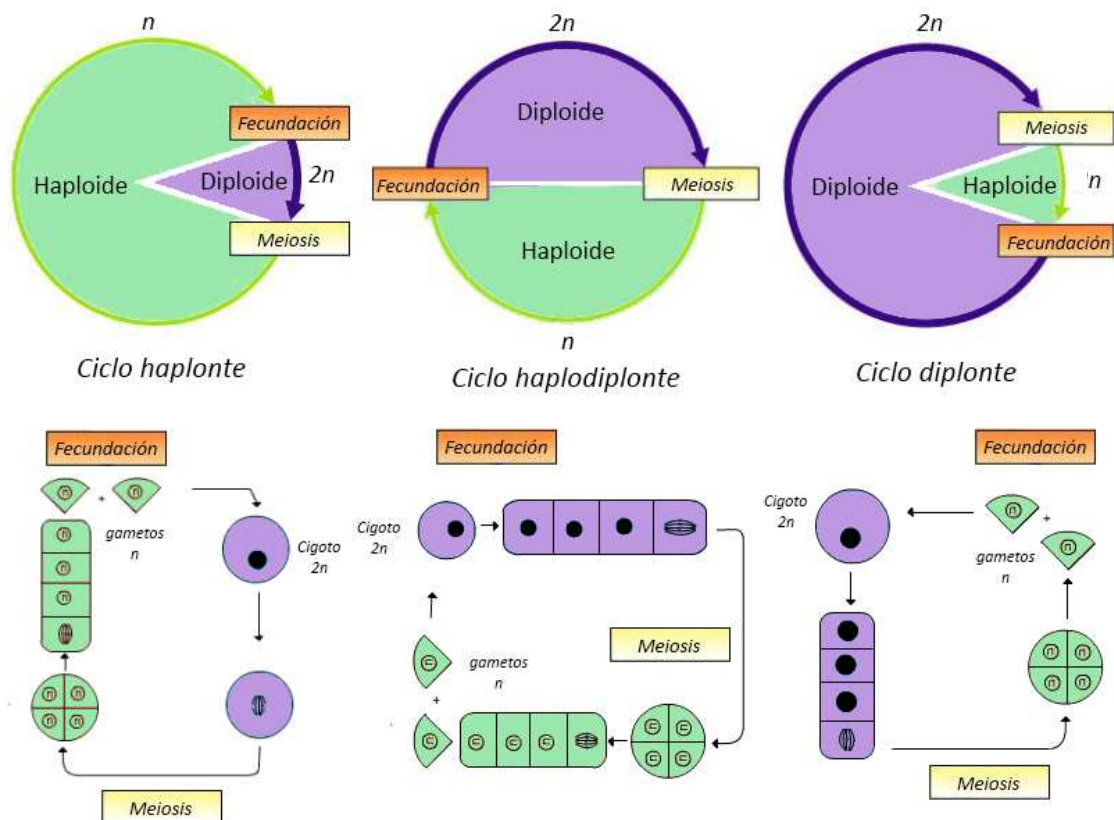 n
Fecundación
Haploide
Diploide
2n
Meiosis
Ciclo haplonte
2n
Diploide
Fecundación
Meiosis
Haploide
n
Ciclo haplodiplonte
2n
Meiosis
Diploide
Haploide
n
Fecundación
Ciclo diplonte
Fecundación
n
+
n
gametos
n
n
n
n
Cigoto
2n
n
n
n
n
Meiosis
Fecundación
Cigoto
2n
Meiosis
n
gametos
n
+
n
n
n
n
n
n
n
n
Fecundación
Cigoto
2n
n
+
n
gametos
n
n
n
n
n
Meiosis